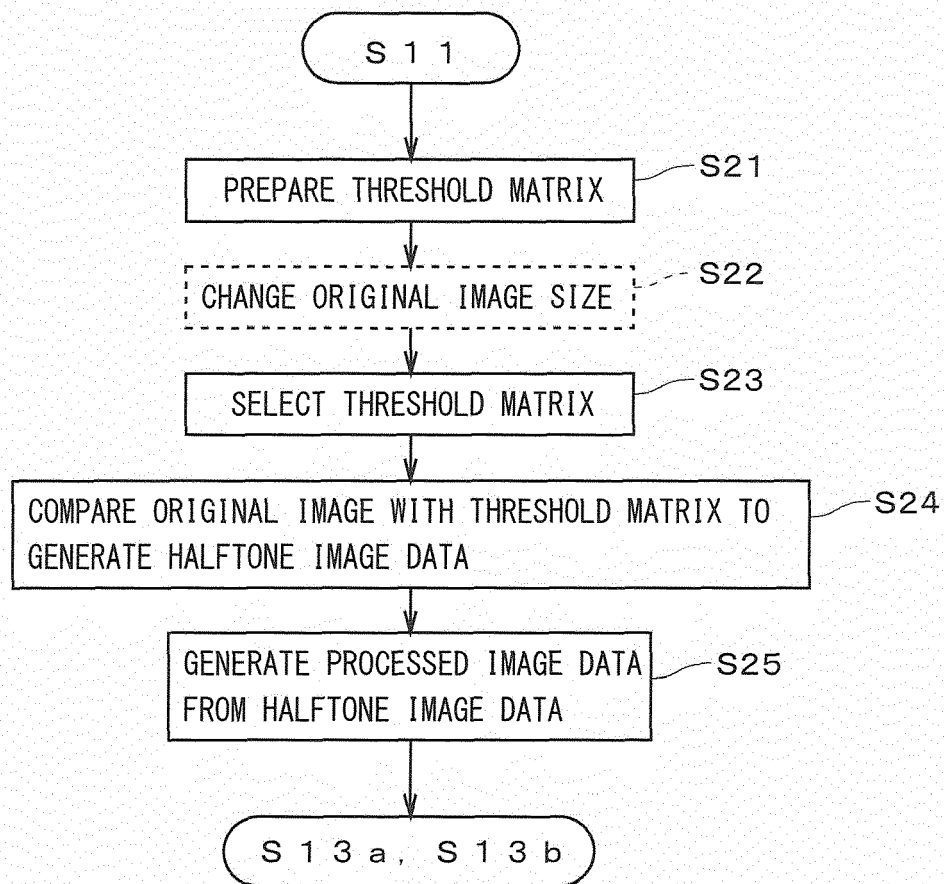 S11
PREPARE THRESHOLD MATRIX
S21
CHANGE ORIGINAL IMAGE SIZE
S22
SELECT THRESHOLD MATRIX
S23
COMPARE ORIGINAL IMAGE WITH THRESHOLD MATRIX TO
GENERATE HALFTONE IMAGE DATA
S24
GENERATE PROCESSED IMAGE DATA
FROM HALFTONE IMAGE DATA
S25
S13a, S13b